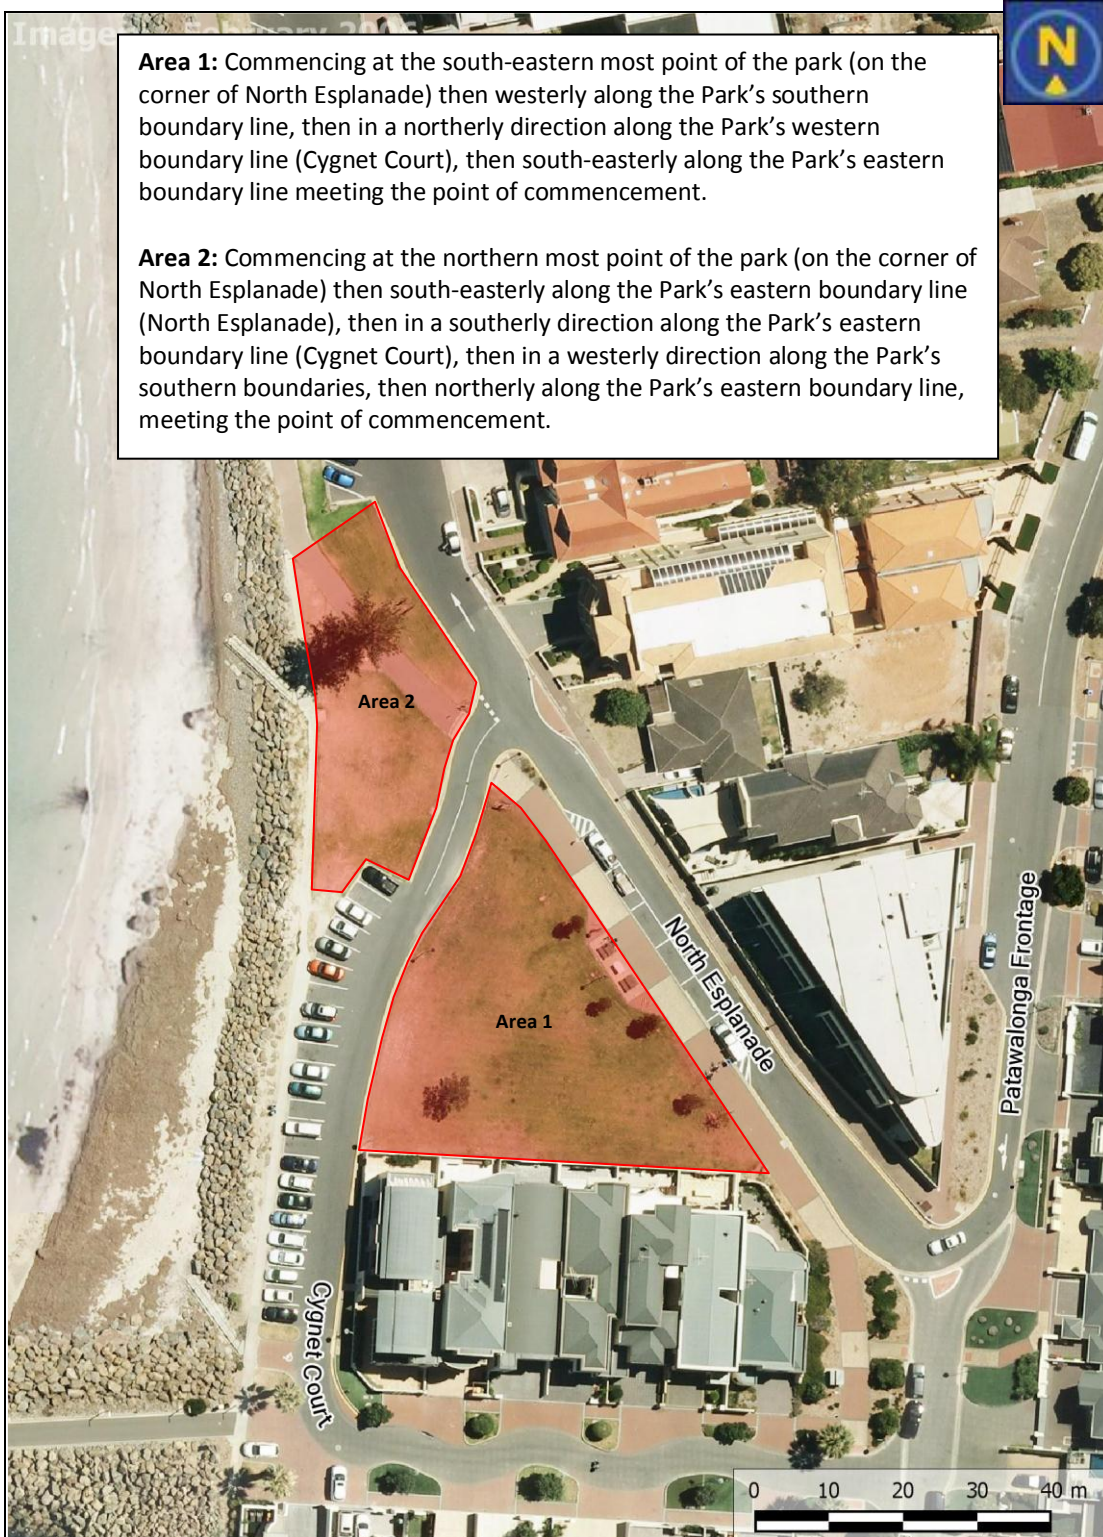 Imagery February 2006
N
Area 1: Commencing at the south-eastern most point of the park (on the
corner of North Esplanade) then westerly along the Park's southern
boundary line, then in a northerly direction along the Park's western
boundary line (Cygnet Court), then south-easterly along the Park's eastern
boundary line meeting the point of commencement.
Area 2: Commencing at the northern most point of the park (on the corner of
North Esplanade) then south-easterly along the Park's eastern boundary line
(North Esplanade), then in a southerly direction along the Park's eastern
boundary line (Cygnet Court), then in a westerly direction along the Park's
southern boundaries, then northerly along the Park's eastern boundary line,
meeting the point of commencement.
Area 2
Area 1
North Esplanade
Patawalonga Frontage
Cygnet Court
0 10 20 30 40 m